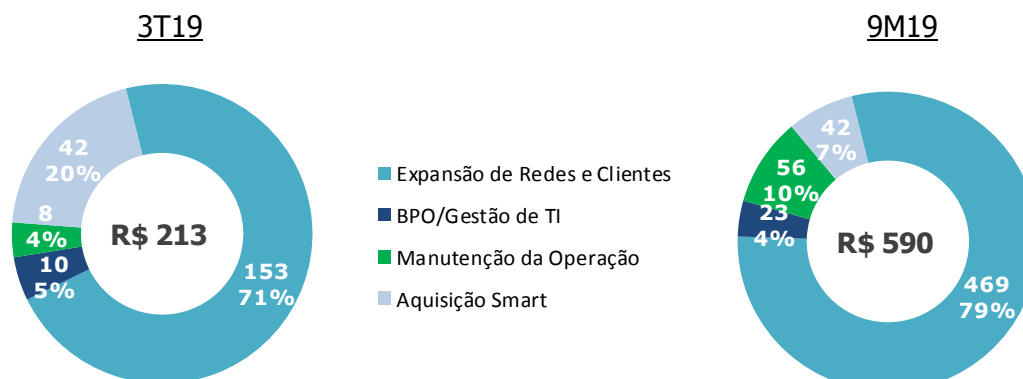 3T19
42
20%
8
4%
10
5%
153
71%
R$ 213
Expansão de Redes e Clientes
BPO/Gestão de TI
Manutenção da Operação
Aquisição Smart
9M19
42
7%
56
10%
23
4%
469
79%
R$ 590